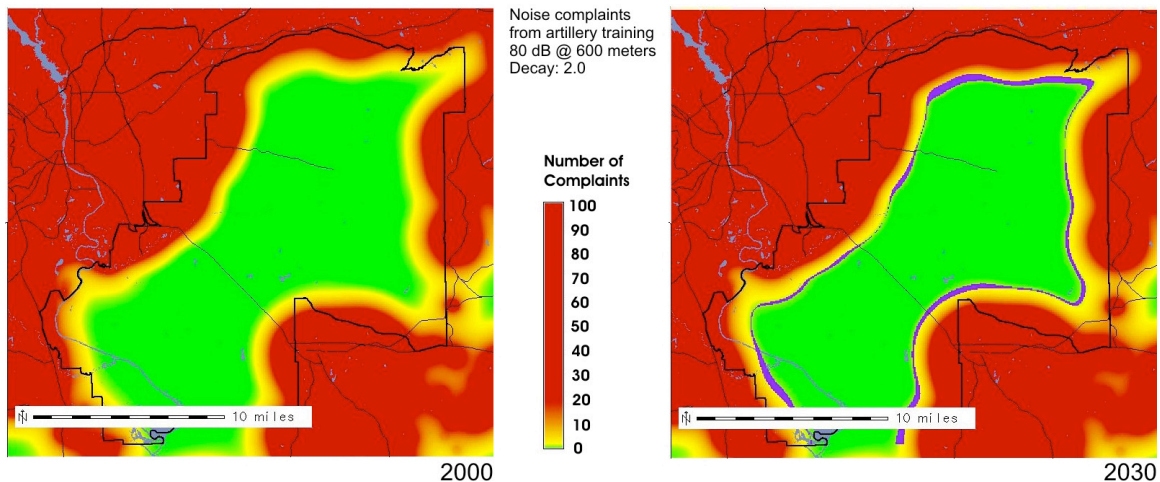 Noise complaints
from artillery training
80 dB @ 600 meters
Decay: 2.0
Number of
Complaints
100
90
80
70
60
50
40
30
20
10
0
N
10 miles
2000
N
10 miles
2030